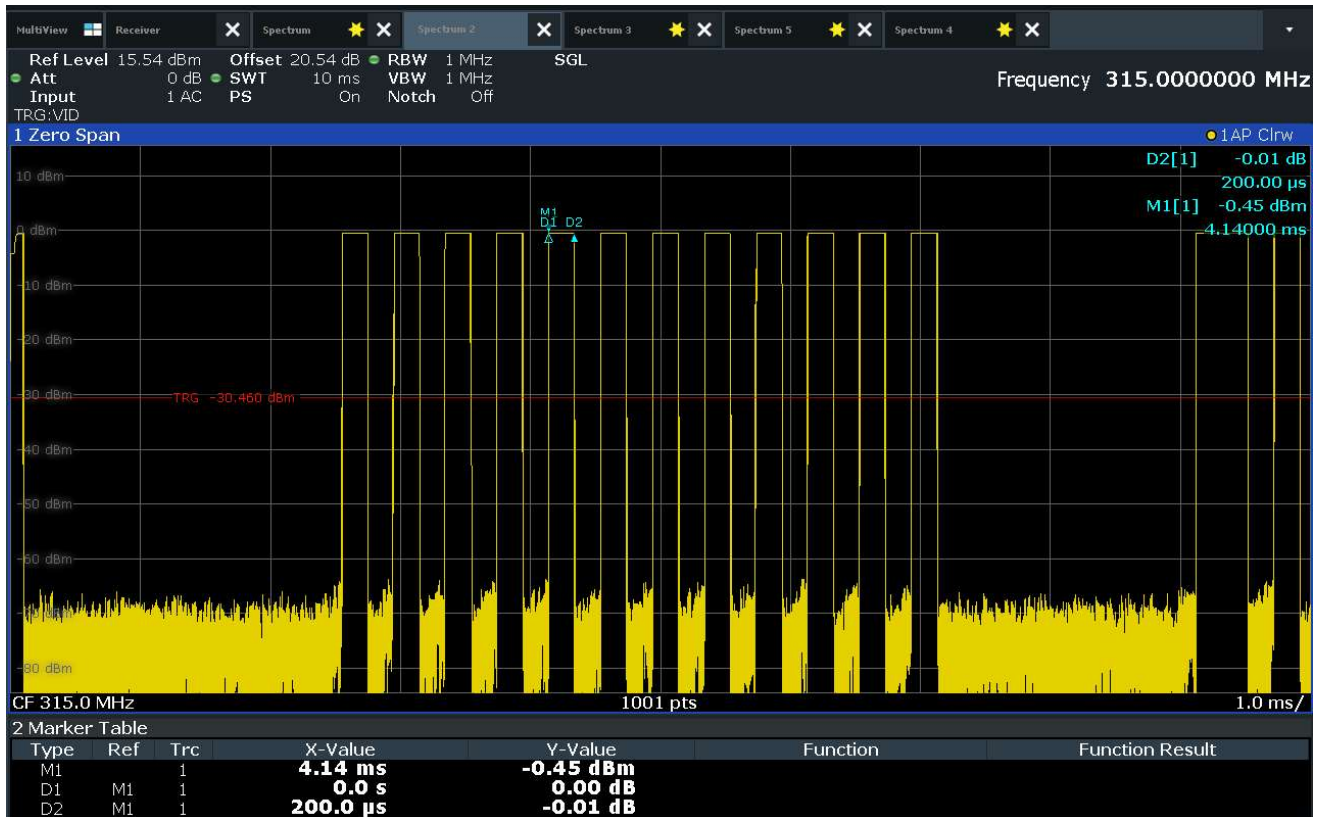 MultiView Receiver Spectrum Spectrum 2 Spectrum 3 Spectrum 5 Spectrum 4
Ref Level 15.54 dBm Offset 20.54 dB RBW 1 MHz SGL
Att 0 dB SWT 10 ms VBW 1 MHz Frequency 315.0000000 MHz
Input 1 AC PS On Notch Off
TRG:VID
1 Zero Span 1AP Clrw
D2[1] -0.01 dB
10 dBm
200.00 µs
M1[1] -0.45 dBm
M1
D1 D2
0 dBm
4.14000 ms
-10 dBm
-20 dBm
-30 dBm
TRG -30.460 dBm
-40 dBm
-50 dBm
-60 dBm
-80 dBm
CF 315.0 MHz 1001 pts 1.0 ms/
2 Marker Table
Type Ref Trc X-Value Y-Value Function Function Result
M1 1 4.14 ms -0.45 dBm
D1 M1 1 0.0 s 0.00 dB
D2 M1 1 200.0 µs -0.01 dB